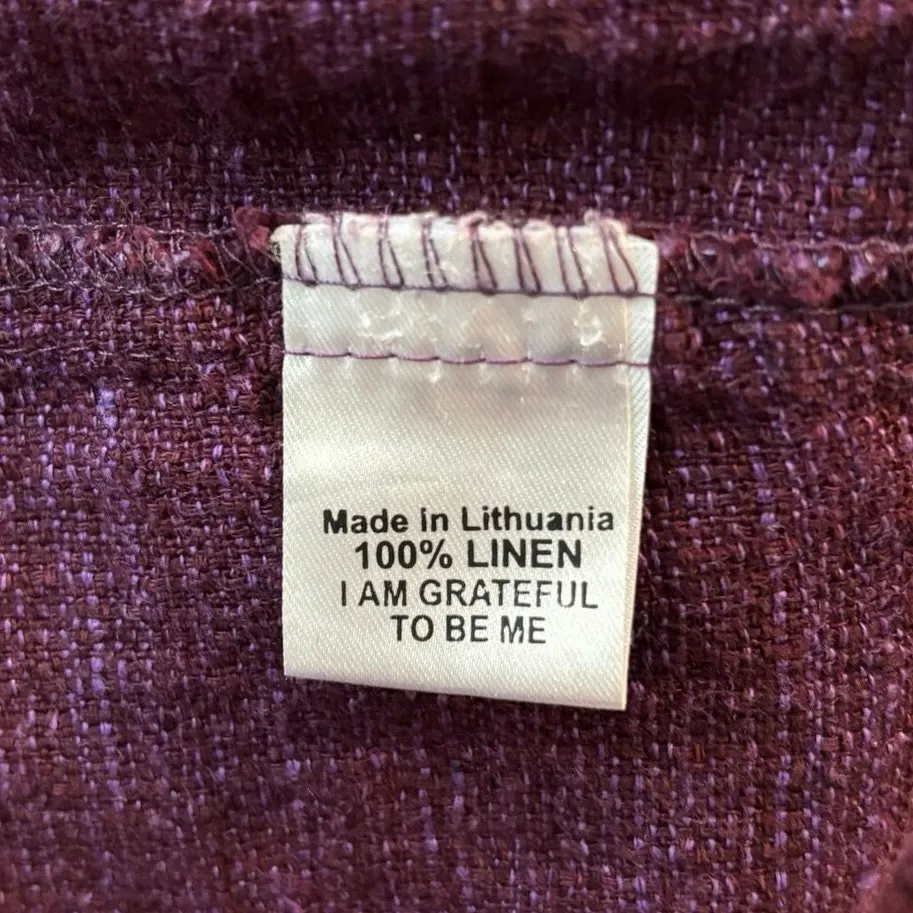 Made in Lithuania
100% LINEN
I AM GRATEFUL
TO BE ME